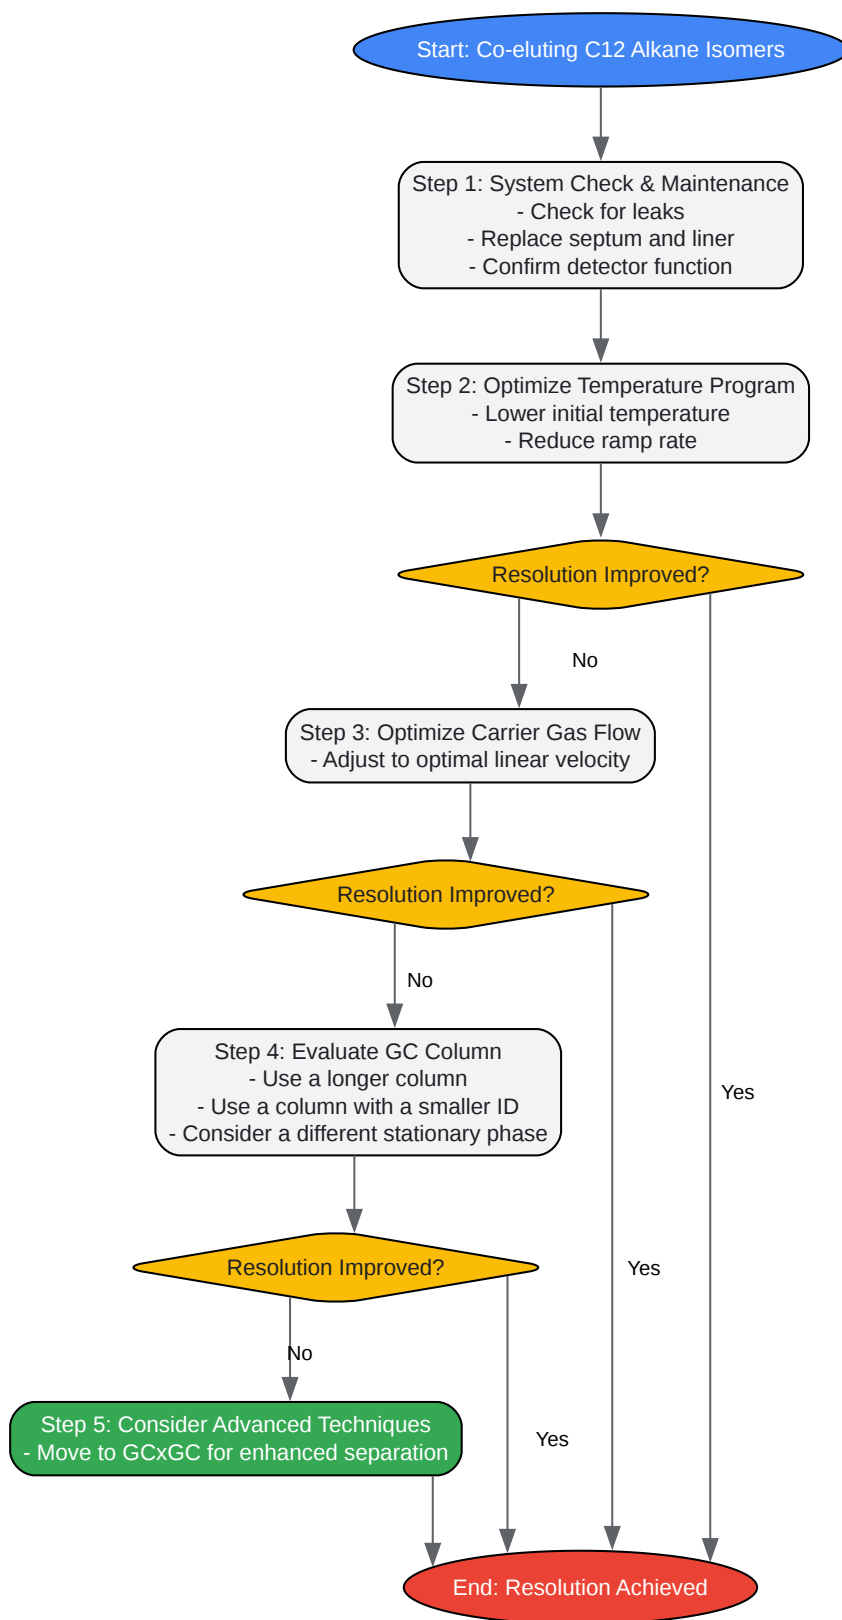 Start: Co-eluting C12 Alkane Isomers
Step 1: System Check & Maintenance
- Check for leaks
- Replace septum and liner
- Confirm detector function
Step 2: Optimize Temperature Program
- Lower initial temperature
- Reduce ramp rate
Resolution Improved?
No
Step 3: Optimize Carrier Gas Flow
- Adjust to optimal linear velocity
Resolution Improved?
No
Step 4: Evaluate GC Column
- Use a longer column
- Use a column with a smaller ID
- Consider a different stationary phase
Yes
Resolution Improved?
Yes
No
Step 5: Consider Advanced Techniques
- Move to GCxGC for enhanced separation
Yes
End: Resolution Achieved